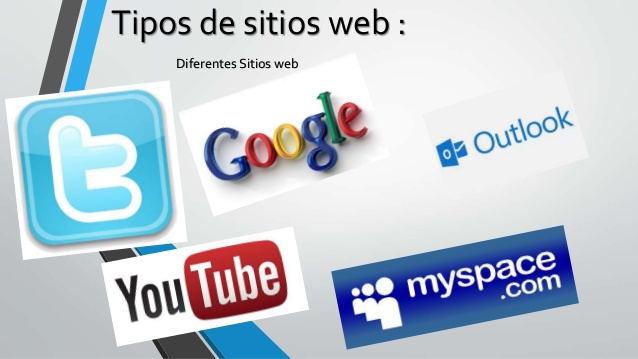 Tipos de sitios web :
Diferentes Sitios web
t
Google
Outlook
YouTube
myspace
.com